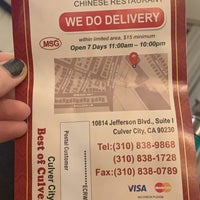 CHINESE RESTAURANT
WE DO DELIVERY
within limited area, $15 minimum
MSG
Open 7 Days 11:00am - 10:00pm
10814 Jefferson Blvd., Suite I
Culver City, CA 90230
Tel:(310) 838-9868
(310) 838-1728
Fax:(310) 838-0789
VISA
MasterCard
Postal Customer
Culver City
Best of Culver